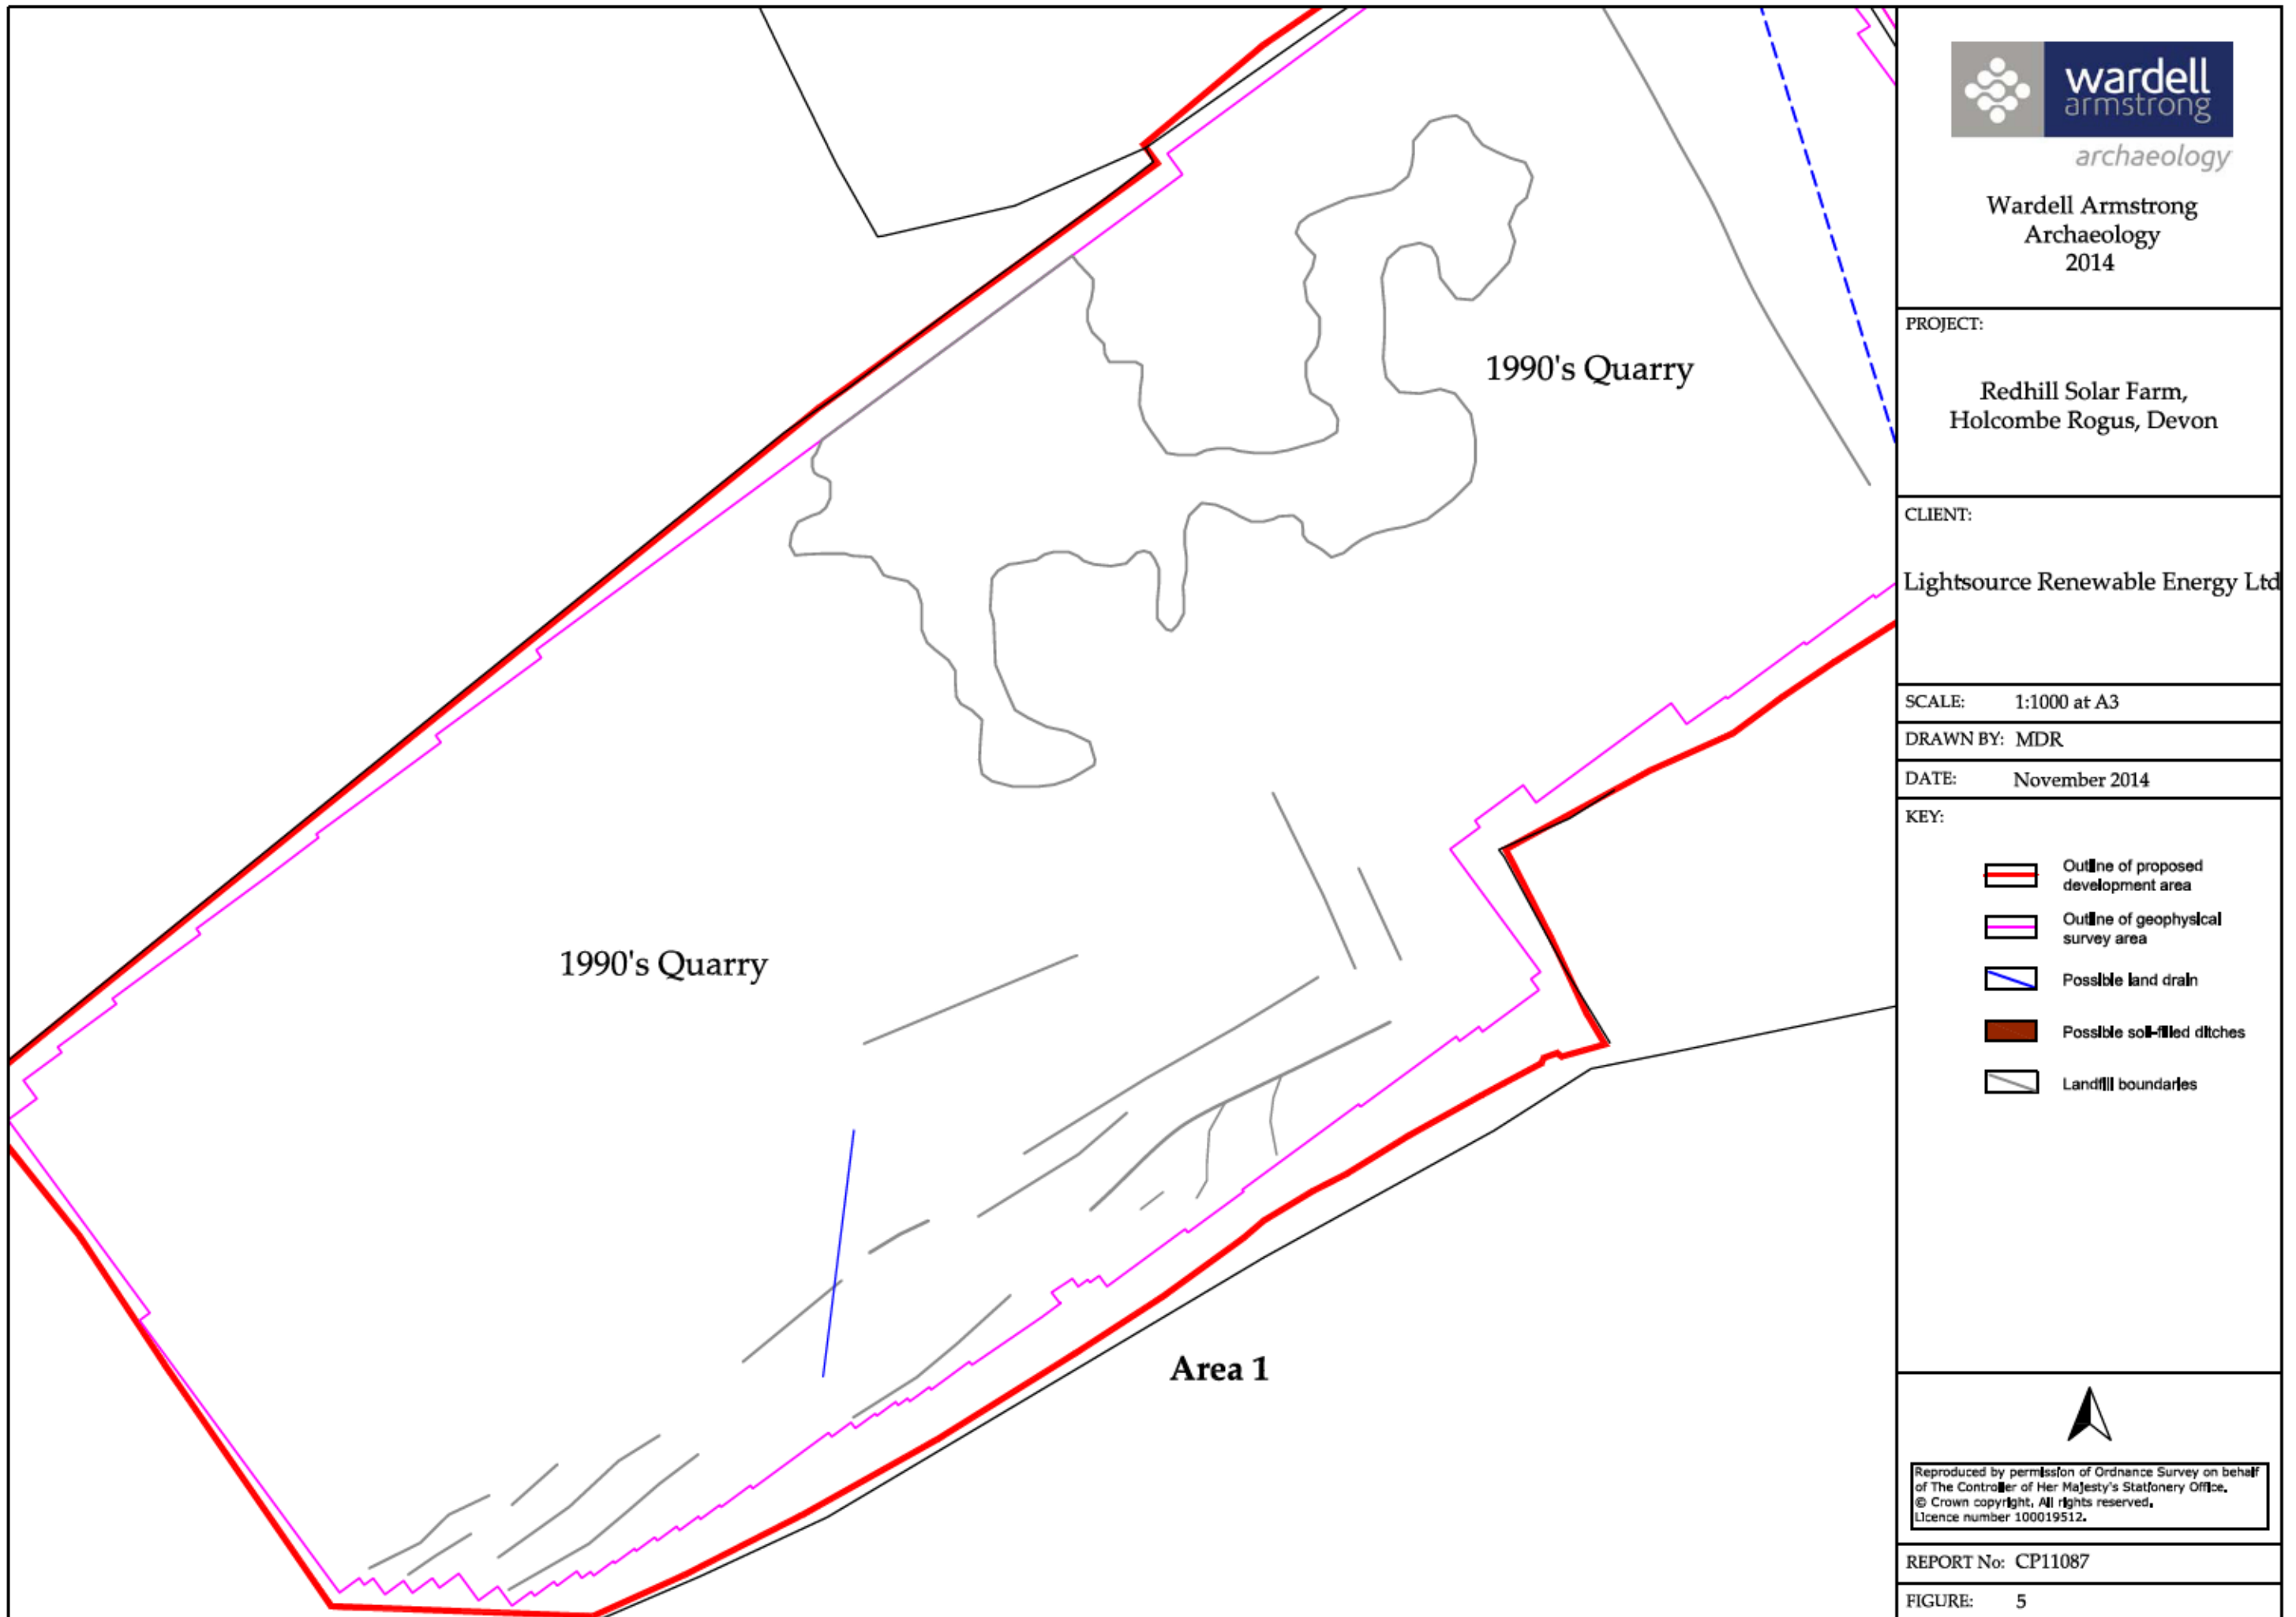 1990's Quarry
1990's Quarry
Area 1
wardell
armstrong
archaeology
Wardell Armstrong
Archaeology
2014
PROJECT:
Redhill Solar Farm,
Holcombe Rogus, Devon
CLIENT:
Lightsource Renewable Energy Ltd
SCALE: 1:1000 at A3
DRAWN BY: MDR
DATE: November 2014
KEY:
Outline of proposed
development area
Outline of geophysical
survey area
Possible land drain
Possible soil-filled ditches
Landfill boundaries
Reproduced by permission of Ordnance Survey on behalf
of The Controller of Her Majesty's Stationery Office.
© Crown copyright, All rights reserved.
Licence number 100019512.
REPORT No: CP11087
FIGURE: 5